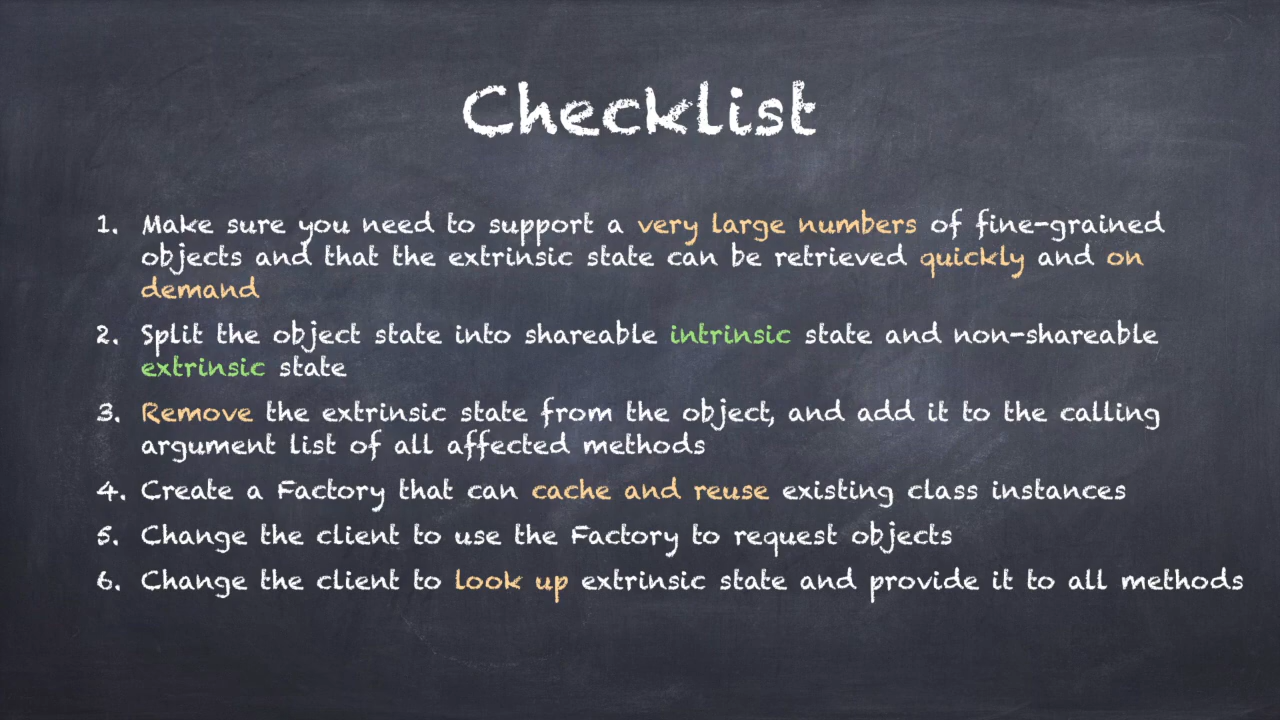 Checklist
1. Make sure you need to support a very large numbers of fine-grained
objects and that the extrinsic state can be retrieved quickly and on
demand
2. Split the object state into shareable intrinsic state and non-shareable
extrinsic state
3. Remove the extrinsic state from the object, and add it to the calling
argument list of all affected methods
4. Create a Factory that can cache and reuse existing class instances
5. Change the client to use the Factory to request objects
6. Change the client to look up extrinsic state and provide it to all methods